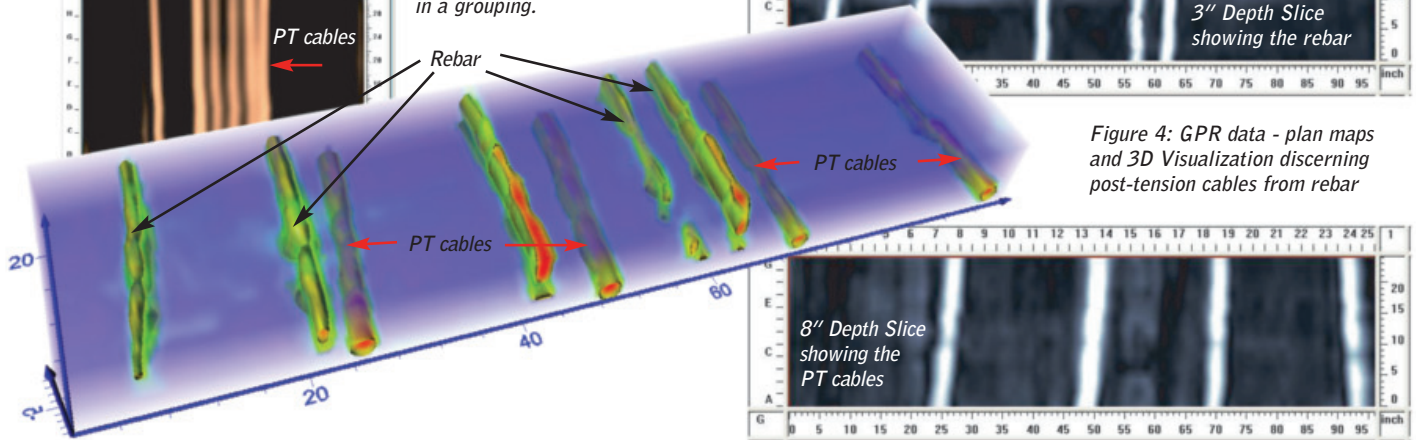 in a grouping.
PT cables
Rebar
PT cables
PT cables
20
20
40
60
3″ Depth Slice
showing the rebar
C
5
0
35 40 45 50 55 60 65 70 75 80 85 90 95
inch
Figure 4: GPR data - plan maps
and 3D Visualization discerning
post-tension cables from rebar
5 6 7 8 9 10 11 12 13 14 15 16 17 18 19 20 21 22 23 24 25 1
G
E
C
A
20
15
10
5
0
8″ Depth Slice
showing the
PT cables
G
0 5 10 15 20 25 30 35 40 45 50 55 60 65 70 75 80 85 90 95
inch